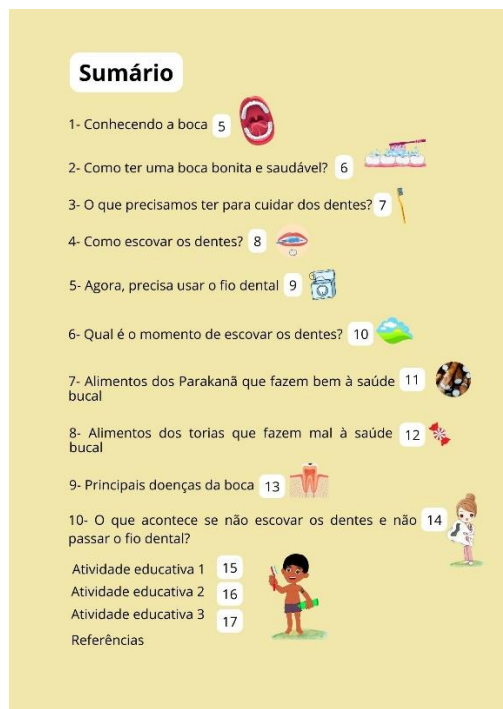 Sumário
1- Conhecendo a boca 5
2- Como ter uma boca bonita e saudável? 6
3- O que precisamos ter para cuidar dos dentes? 7
4- Como escovar os dentes? 8
5- Agora, precisa usar o fio dental 9
6- Qual é o momento de escovar os dentes? 10
7- Alimentos dos Parakanã que fazem bem à saúde 11
bucal
8- Alimentos dos torias que fazem mal à saúde 12
bucal
9- Principais doenças da boca 13
10- O que acontece se não escovar os dentes e não 14
passar o fio dental?
Atividade educativa 1 15
Atividade educativa 2 16
Atividade educativa 3 17
Referências